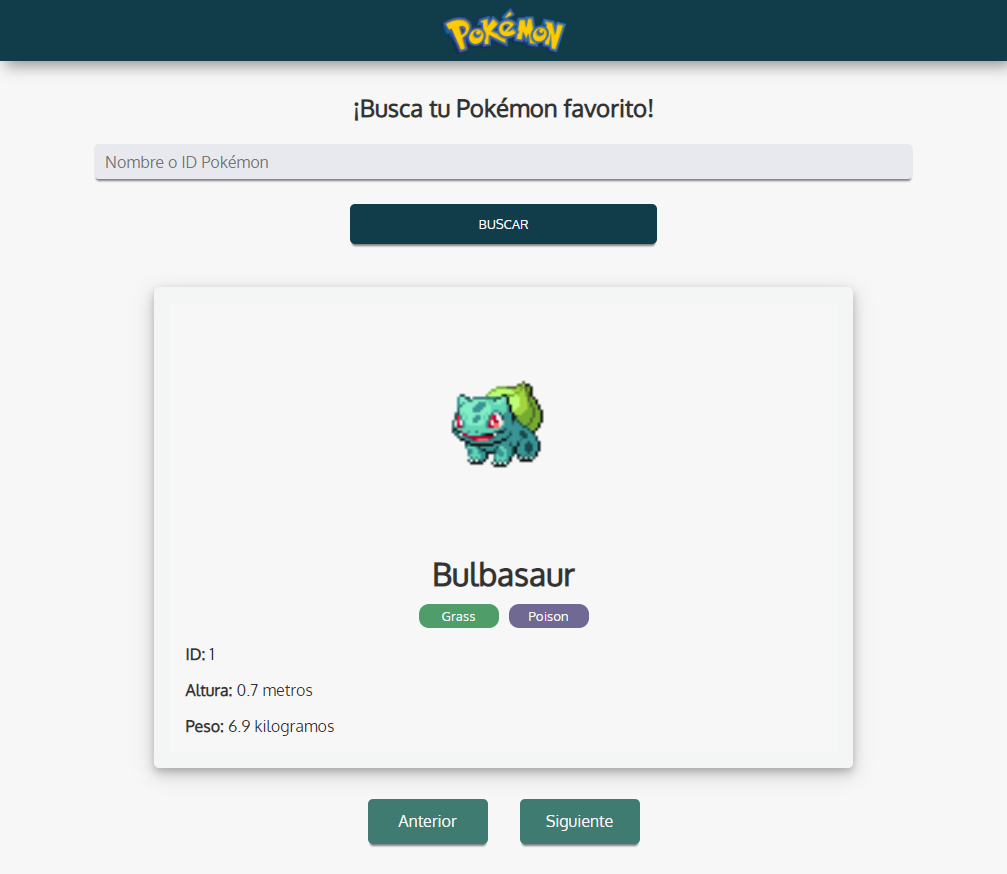 Pokémon
¡Busca tu Pokémon favorito!
Nombre o ID Pokémon
BUSCAR
Bulbasaur
Grass Poison
ID: 1
Altura: 0.7 metros
Peso: 6.9 kilogramos
Anterior Siguiente